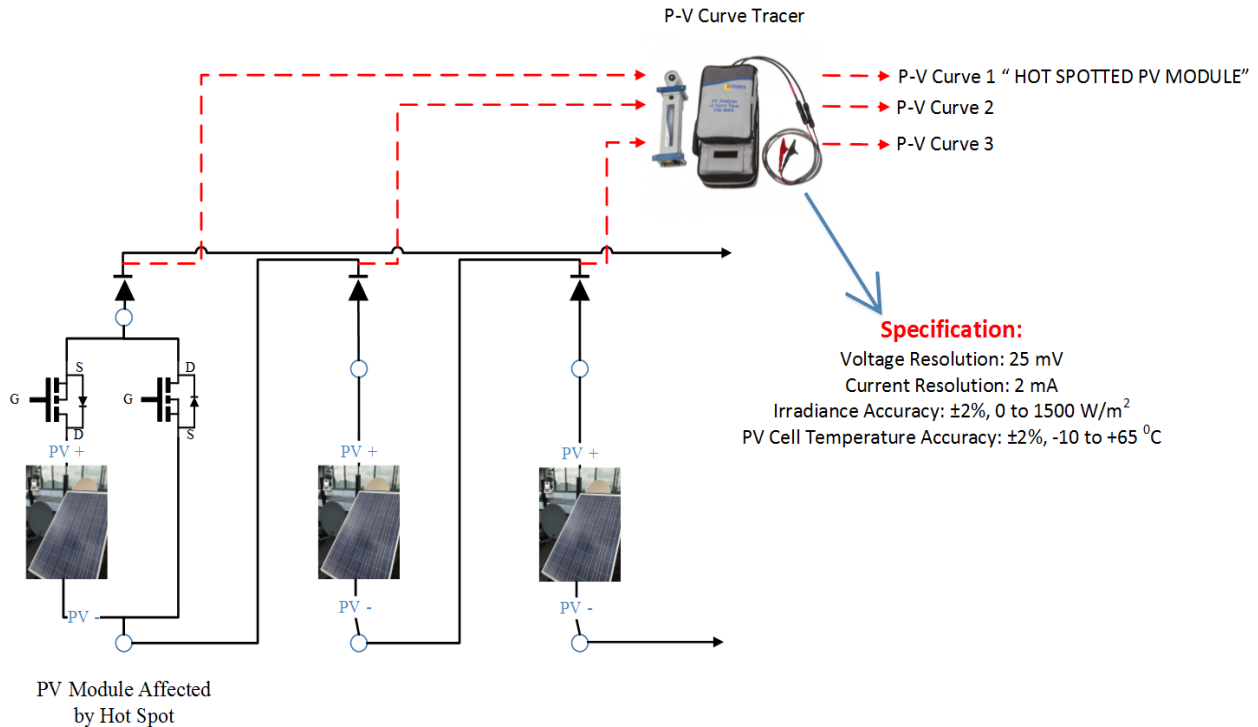 P-V Curve Tracer
P-V Curve 1 “ HOT SPOTTED PV MODULE”
P-V Curve 2
P-V Curve 3
Specification:
Voltage Resolution: 25 mV
Current Resolution: 2 mA
Irradiance Accuracy: ±2%, 0 to 1500 W/m²
PV Cell Temperature Accuracy: ±2%, -10 to +65 ⁰C
S
D
G
G
D
S
PV +
PV +
PV +
PV -
PV -
PV -
PV Module Affected
by Hot Spot